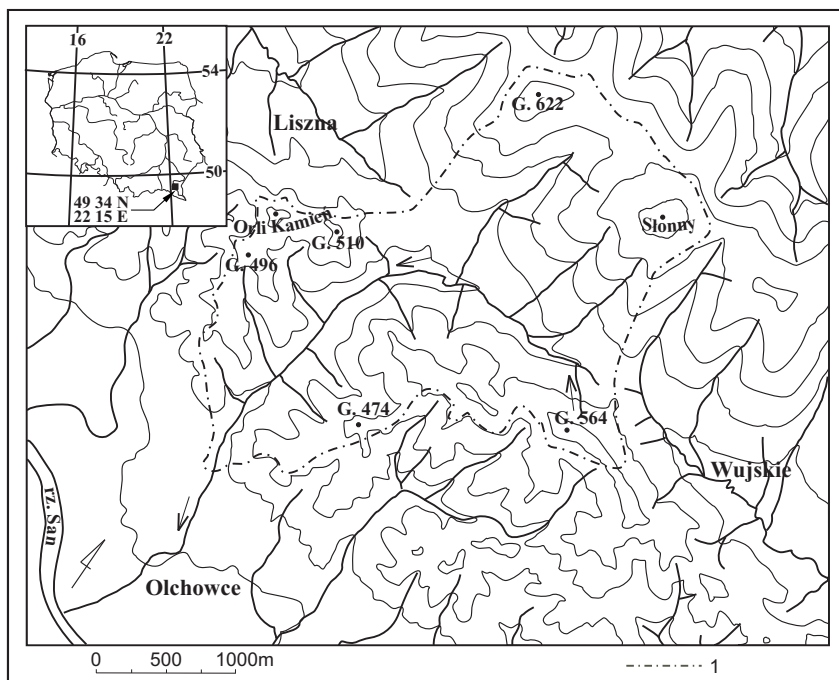 16 22
54
50
49 34 N
22 15 E
Liszna
G. 622
Orli Kamień
G. 510
Słonny
G. 496
G. 474
G. 564
Wujskie
rz. San
Olchowce
0 500 1000m
1